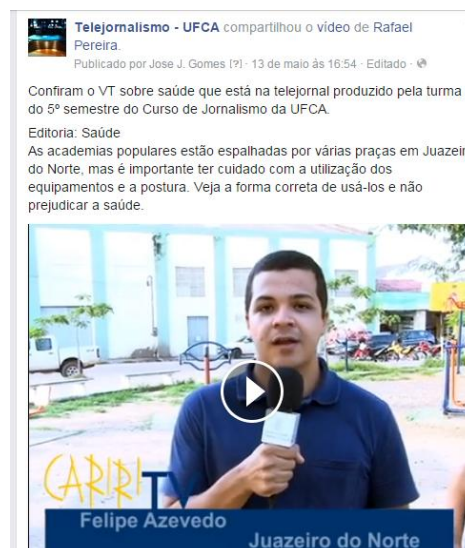 Telejornalismo - UFCA compartilhou o vídeo de Rafael
Pereira.
Publicado por Jose J. Gomes [?] · 13 de maio às 16:54 · Editado ·
Confiram o VT sobre saúde que está na telejornal produzido pela turma
do 5º semestre do Curso de Jornalismo da UFCA.
Editoria: Saúde
As academias populares estão espalhadas por várias praças em Juazeir
do Norte, mas é importante ter cuidado com a utilização dos
equipamentos e a postura. Veja a forma correta de usá-los e não
prejudicar a saúde.
CARIRI TV
Felipe Azevedo
Juazeiro do Norte